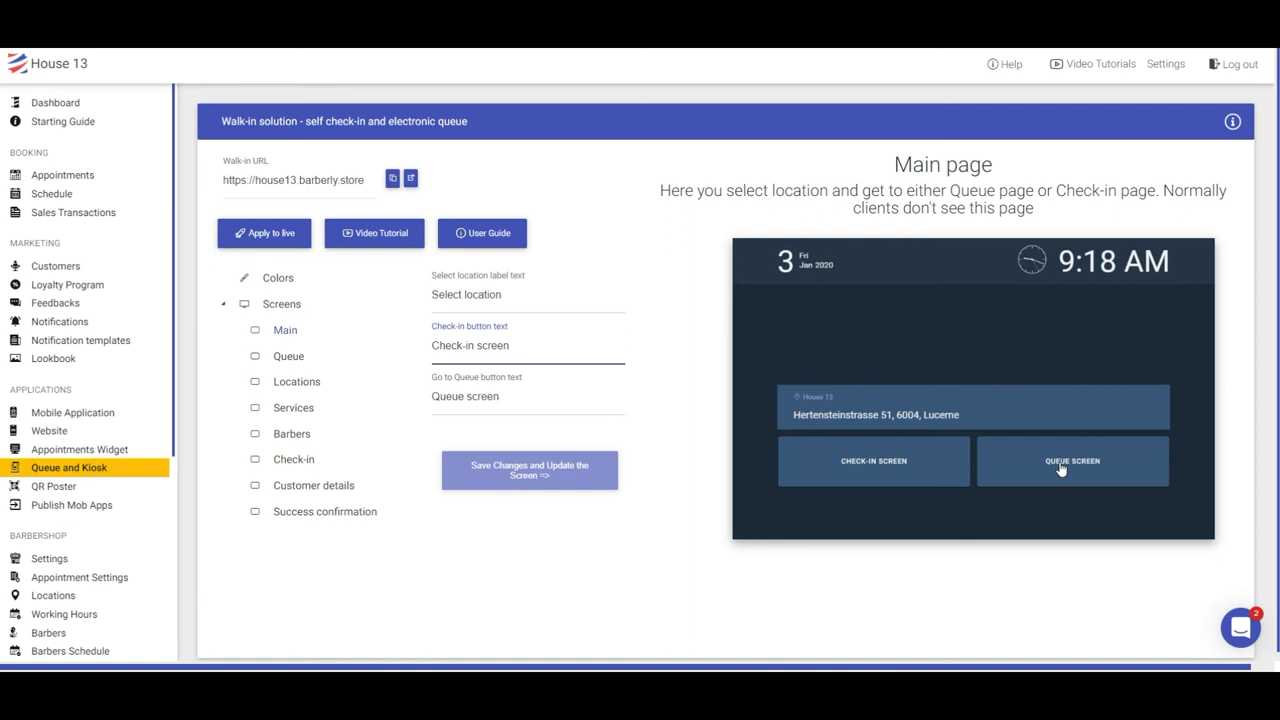 House 13
Help
Video Tutorials
Settings
Log out
Dashboard
Starting Guide
BOOKING
Appointments
Schedule
Sales Transactions
MARKETING
Customers
Loyalty Program
Feedbacks
Notifications
Notification templates
Lookbook
APPLICATIONS
Mobile Application
Website
Appointments Widget
Queue and Kiosk
QR Poster
Publish Mob Apps
BARBERSHOP
Settings
Appointment Settings
Locations
Working Hours
Barbers
Barbers Schedule
Walk-in solution - self check-in and electronic queue
Walk-in URL
https://house13.barberly.store
Apply to live
Video Tutorial
User Guide
Colors
Screens
Main
Queue
Locations
Services
Barbers
Check-in
Customer details
Success confirmation
Select location label text
Select location
Check-in button text
Check-in screen
Go to Queue button text
Queue screen
Save Changes and Update the
Screen =>
Main page
Here you select location and get to either Queue page or Check-in page. Normally
clients don't see this page
3 Fri
Jan 2020
9:18 AM
House 13
Hertensteinstrasse 51, 6004, Lucerne
CHECK-IN SCREEN
QUEUE SCREEN
2